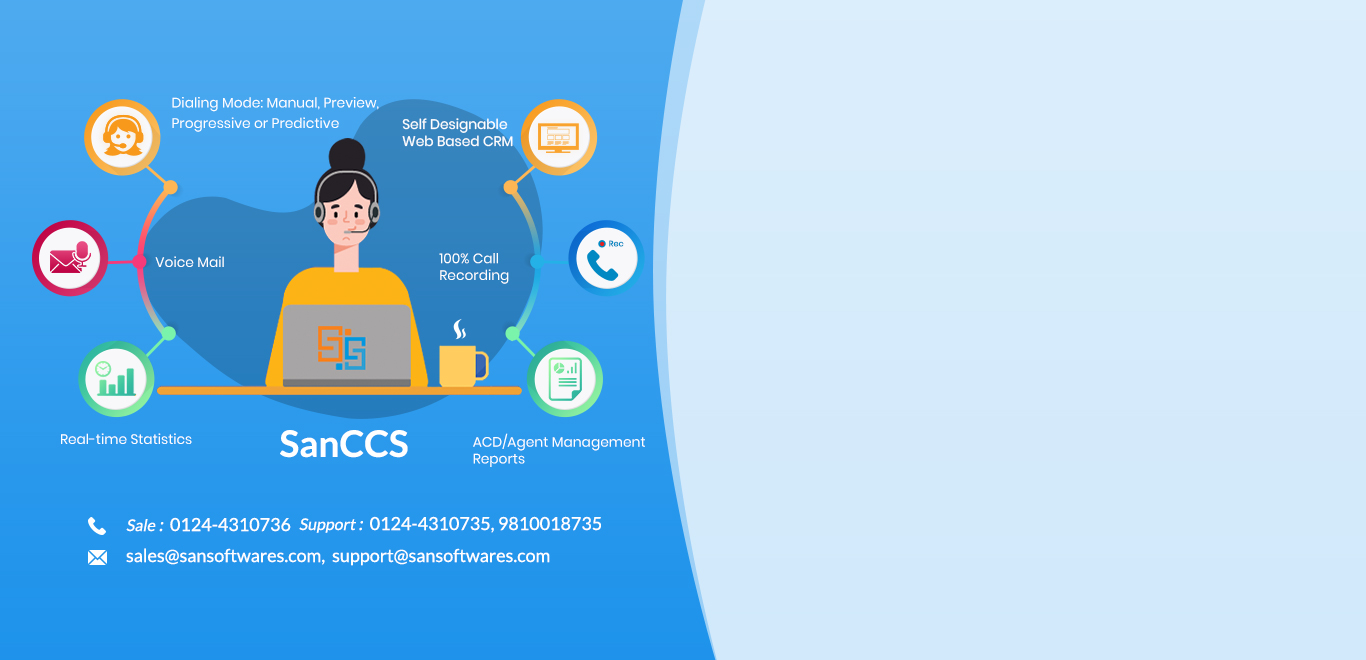 Dialing Mode: Manual, Preview,
Progressive or Predictive
Self Designable
Web Based CRM
Rec
Voice Mail
100% Call
Recording
SiS
Real-time Statistics
SanCCS
ACD/Agent Management
Reports
Sale : 0124-4310736 Support : 0124-4310735, 9810018735
sales@sansoftwares.com, support@sansoftwares.com